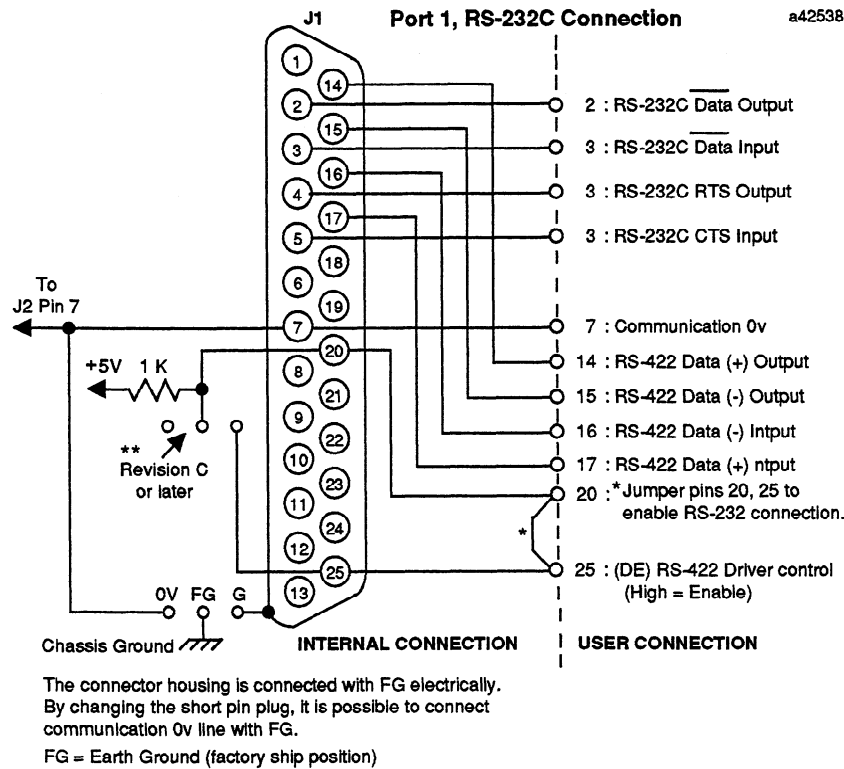 J1
Port 1, RS-232C Connection
a42538
1
14
2
2 : RS-232C Data Output
15
3
3 : RS-232C Data Input
16
4
3 : RS-232C RTS Output
17
5
3 : RS-232C CTS Input
18
6
To
J2 Pin 7
19
7
7 : Communication 0v
20
+5V 1 K
8
14 : RS-422 Data (+) Output
21
15 : RS-422 Data (-) Output
9
22
16 : RS-422 Data (-) Intput
**
Revision C
or later
10
17 : RS-422 Data (+) ntput
23
20 : *Jumper pins 20, 25 to
enable RS-232 connection.
11
24
*
12
25
25 : (DE) RS-422 Driver control
(High = Enable)
13
0V FG G
Chassis Ground
INTERNAL CONNECTION
USER CONNECTION
The connector housing is connected with FG electrically.
By changing the short pin plug, it is possible to connect
communication 0v line with FG.
FG = Earth Ground (factory ship position)